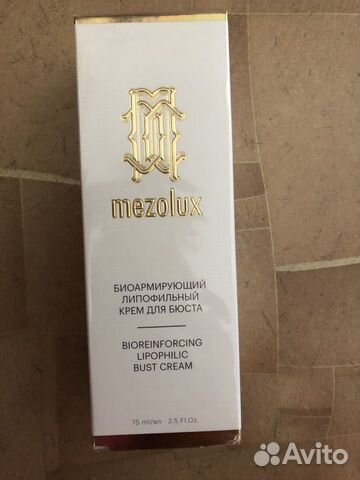 mezolux
БИОАРМИРУЮЩИЙ
ЛИПОФИЛЬНЫЙ
КРЕМ ДЛЯ БЮСТА
BIOREINFORCING
LIPOPHILIC
BUST CREAM
75 ml/мл 2.5 Fl.Oz.
Avito